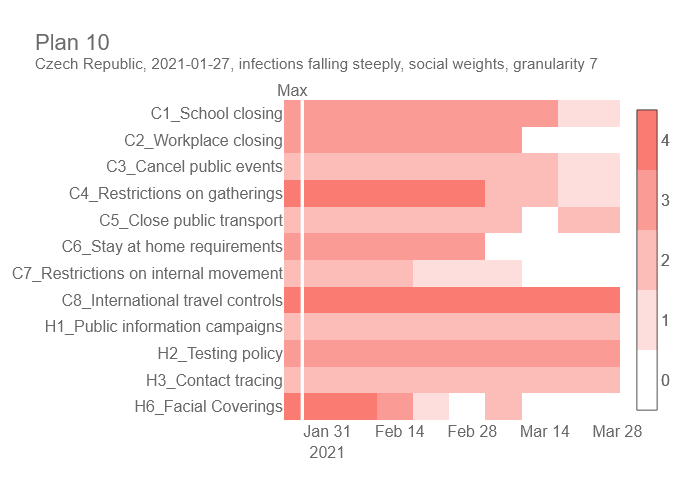 Plan 10
Czech Republic, 2021-01-27, infections falling steeply, social weights, granularity 7
Max
C1_School closing
C2_Workplace closing
C3_Cancel public events
C4_Restrictions on gatherings
C5_Close public transport
C6_Stay at home requirements
C7_Restrictions on internal movement
C8_International travel controls
H1_Public information campaigns
H2_Testing policy
H3_Contact tracing
H6_Facial Coverings
Jan 31 Feb 14 Feb 28 Mar 14 Mar 28
2021
4
3
2
1
0